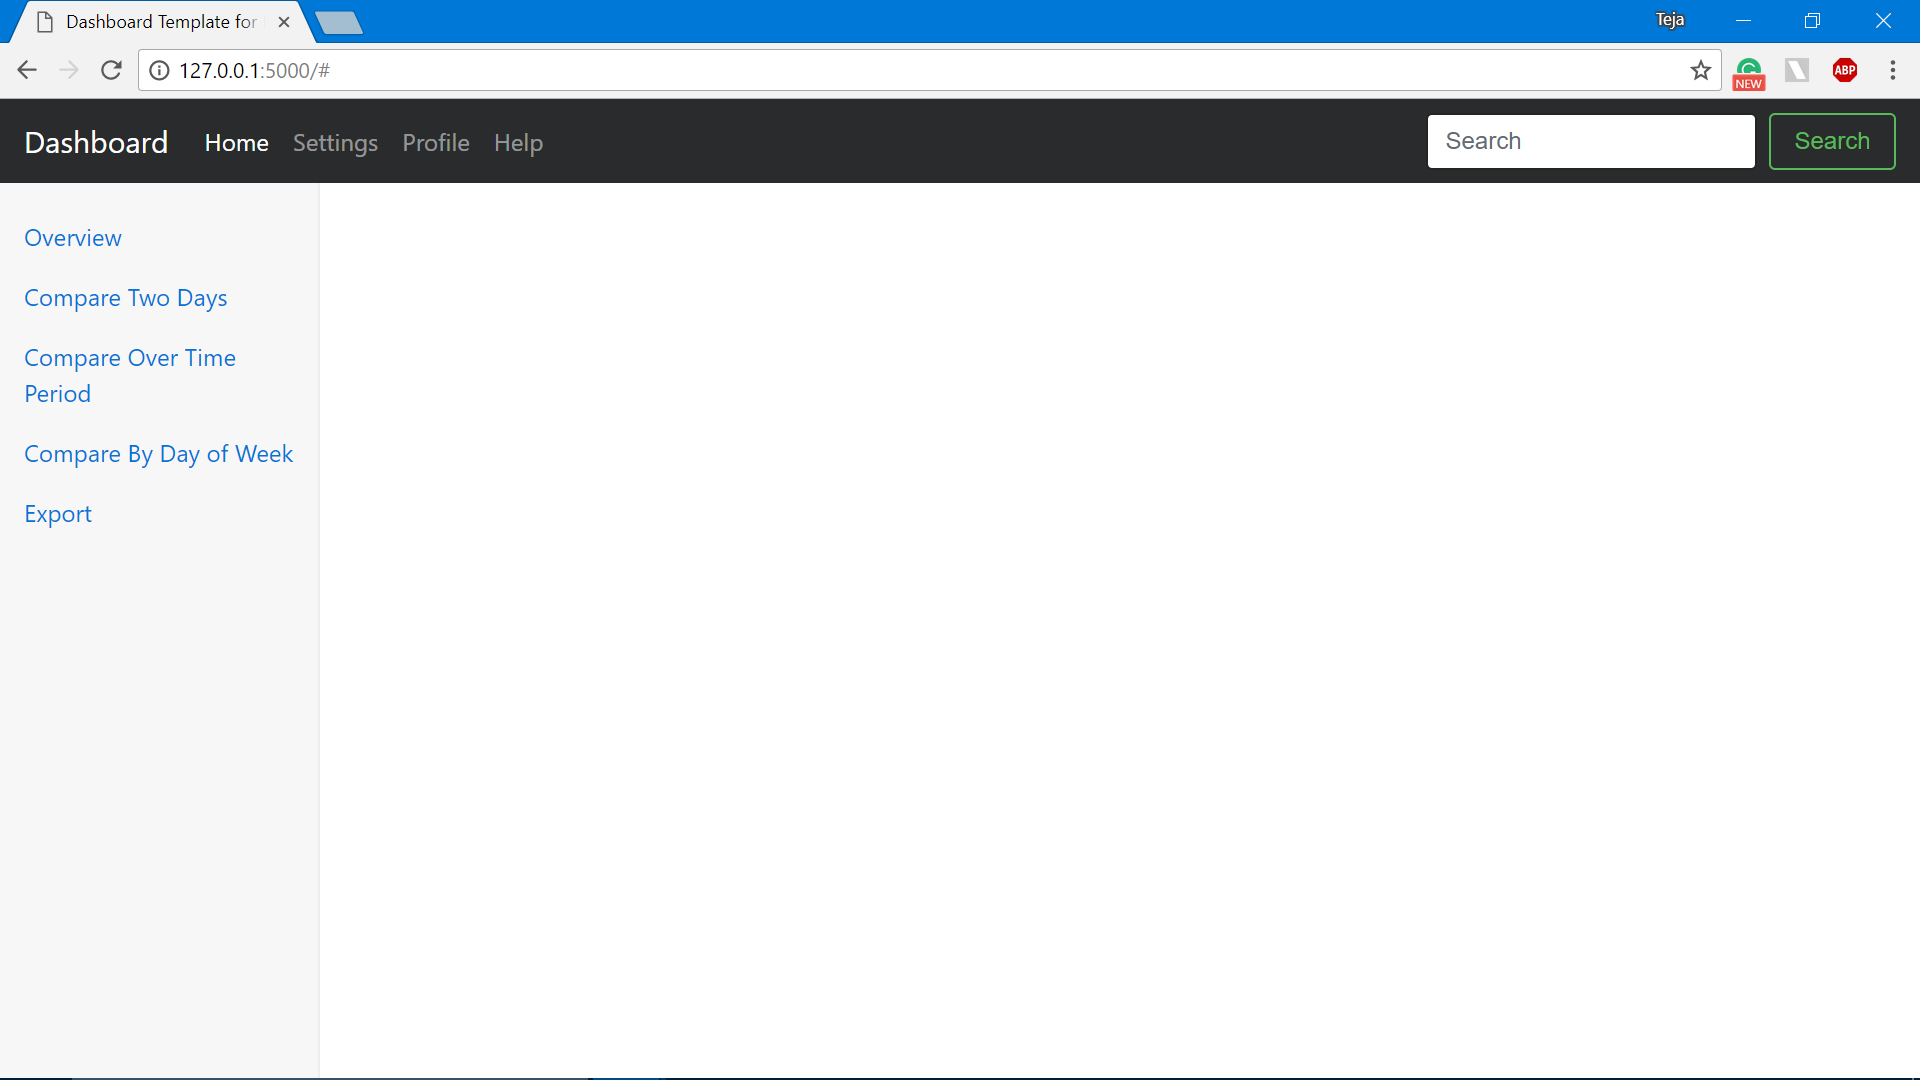 Dashboard Template for
Teja
127.0.0.1:5000/#
NEW
ABP
Dashboard Home Settings Profile Help Search Search
Overview
Compare Two Days
Compare Over Time
Period
Compare By Day of Week
Export